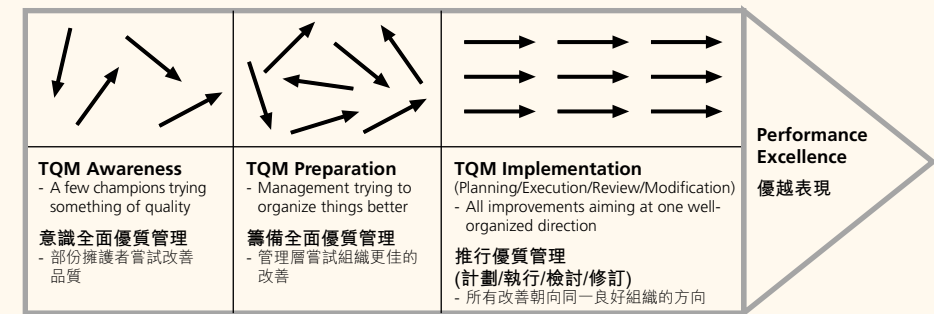 TQM Awareness
- A few champions trying
something of quality
意識全面優質管理
- 部份擁護者嘗試改善
品質
TQM Preparation
- Management trying to
organize things better
籌備全面優質管理
- 管理層嘗試組織更佳的
改善
TQM Implementation
(Planning/Execution/Review/Modification)
- All improvements aiming at one well-
organized direction
推行優質管理
(計劃/執行/檢討/修訂)
- 所有改善朝向同一良好組織的方向
Performance
Excellence
優越表現